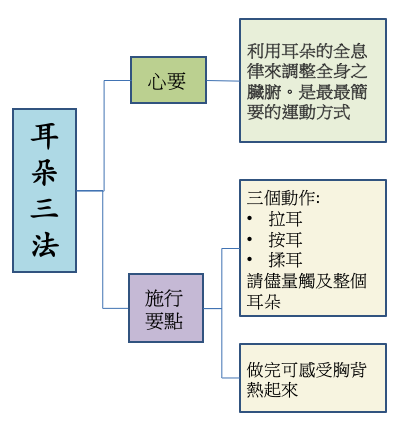 耳朵三法
心要
利用耳朵的全息
律來調整全身之
臟腑。是最最簡
要的運動方式
施行
要點
三個動作:
• 拉耳
• 按耳
• 揉耳
請儘量觸及整個
耳朵
做完可感受胸背
熱起來